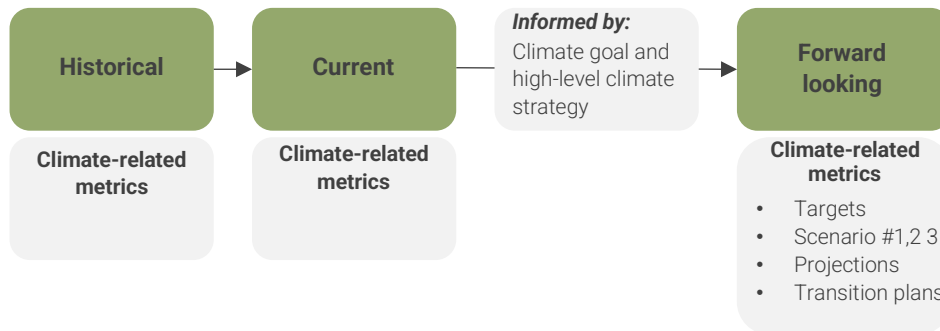 Historical
Current
Informed by:
Climate goal and
high-level climate
strategy
Forward
looking
Climate-related
metrics
Climate-related
metrics
Climate-related
metrics
• Targets
• Scenario #1,2 3
• Projections
• Transition plans